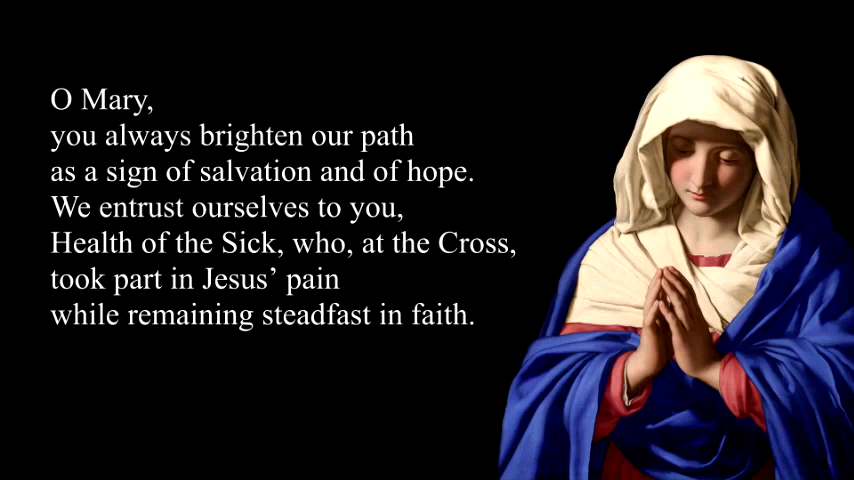 O Mary,
you always brighten our path
as a sign of salvation and of hope.
We entrust ourselves to you,
Health of the Sick, who, at the Cross,
took part in Jesus’ pain
while remaining steadfast in faith.